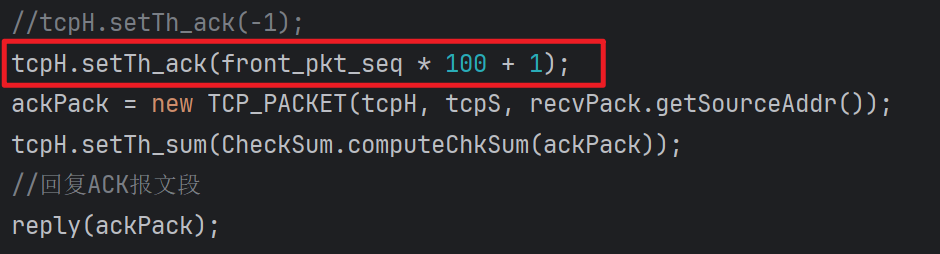 //tcpH.setTh_ack(-1);
tcpH.setTh_ack(front_pkt_seq * 100 + 1);
ackPack = new TCP_PACKET(tcpH, tcpS, recvPack.getSourceAddr());
tcpH.setTh_sum(CheckSum.computeChkSum(ackPack));
//回复ACK报文段
reply(ackPack);